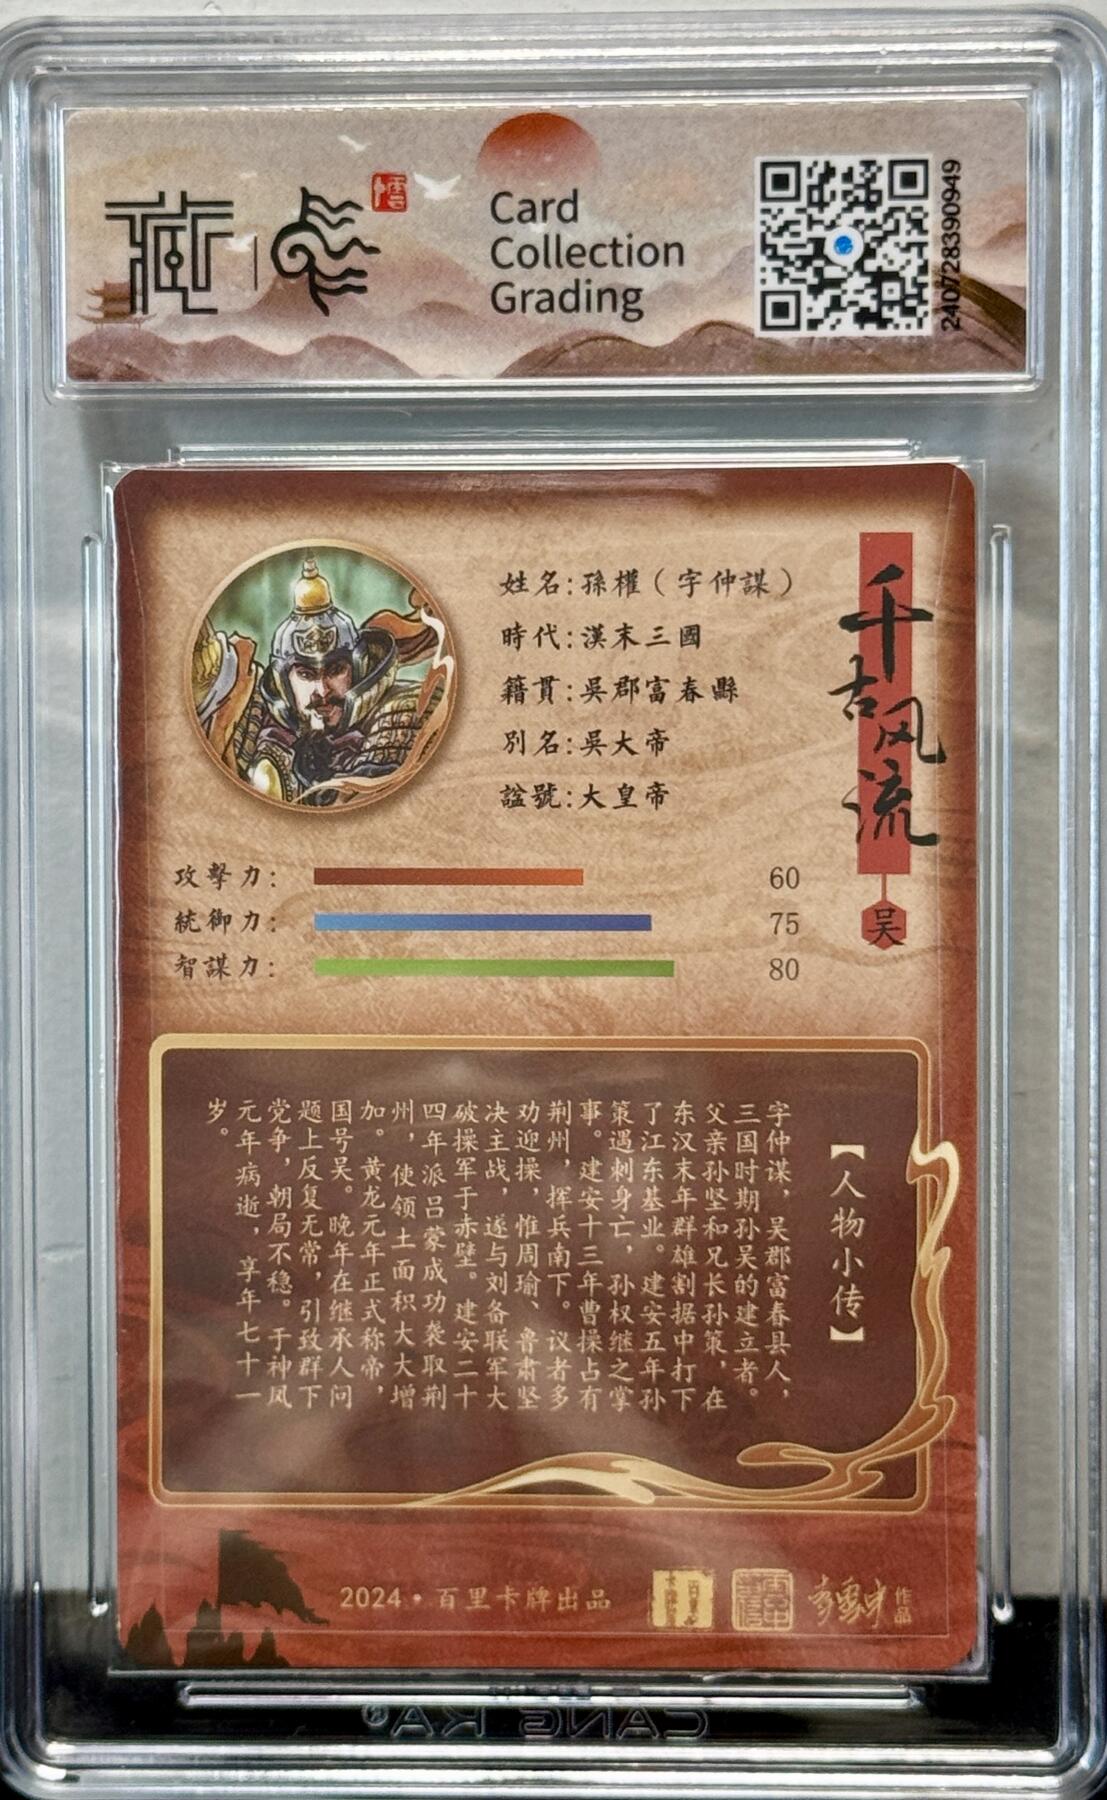 藏卡
Card
Collection
Grading
240728390949
姓名:孫權（字仲謀）
時代:漢末三國
籍貫:吳郡富春縣
別名:吳大帝
諡號:大皇帝
千古风流
吴
攻擊力: 60
統御力: 75
智謀力: 80
【人物小传】
字仲谋，吴郡富春县人，
三国时期孙吴的建立者。
父亲孙坚和兄长孙策，在
东汉末年群雄割据中打下
了江东基业。建安五年孙
策遇刺身亡，孙权继之掌
事。建安十三年曹操占有
荆州，挥兵南下。议者多
劝迎操，惟周瑜、鲁肃坚
决主战，遂与刘备联军大
破操军于赤壁。建安二十
四年派吕蒙成功袭取荆
州，使领土面积大大增
加。黄龙元年正式称帝，
国号吴。晚年在继承人问
题上反复无常，引致群下
党争，朝局不稳。于神凤
元年病逝，享年七十一
岁。
2024·百里卡牌出品
李云中作品
CANG KA®